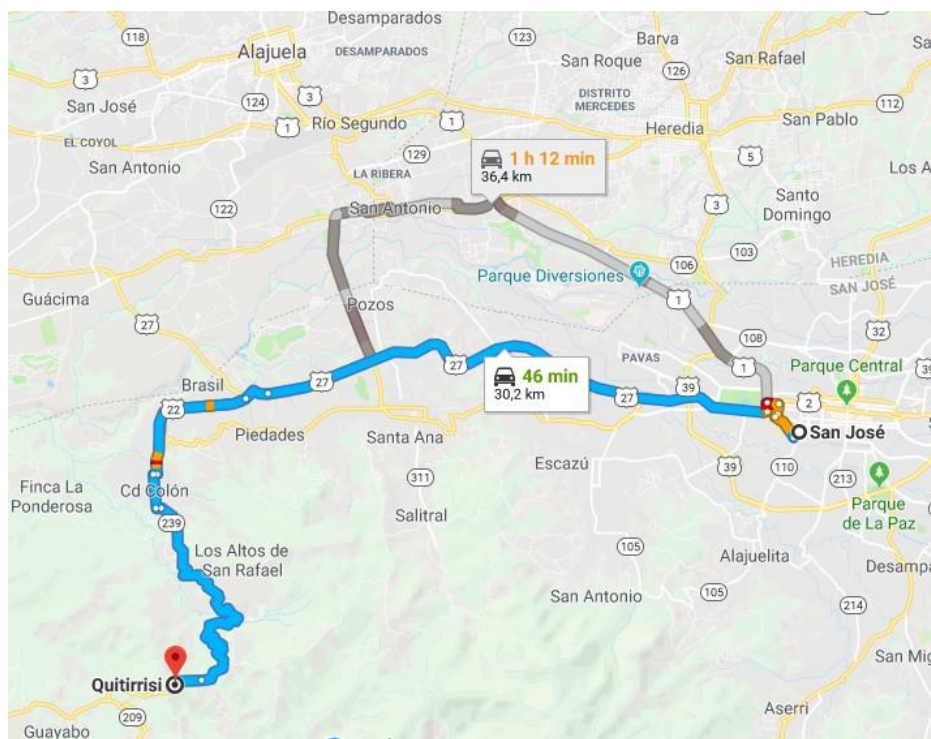 Desamparados
118
Alajuela
DESAMPARADOS
123
Barva
San Roque
126
San Rafael
3
San José
124
3
1
Río Segundo
1
DISTRITO
MERCEDES
112
EL COYOL
San Antonio
129
Heredia
San Pablo
1 h 12 min
36,4 km
5
LA RIBERA
122
San Antonio
3
Santo
Domingo
103
106
Parque Diversiones
HEREDIA
SAN JOSÉ
Guácima
27
Pozos
1
32
108
PAVAS
1
Parque Central
27
46 min
30,2 km
Brasil
27
27
39
2
22
San José
Piedades
Santa Ana
Escazú
39
110
213
311
Cd Colón
Finca La
Ponderosa
Salitral
Parque
de La Paz
239
Los Altos de
San Rafael
105
Alajuelita
San Antonio
105
214
Quitirrisi
209
Guayabo
Aserri